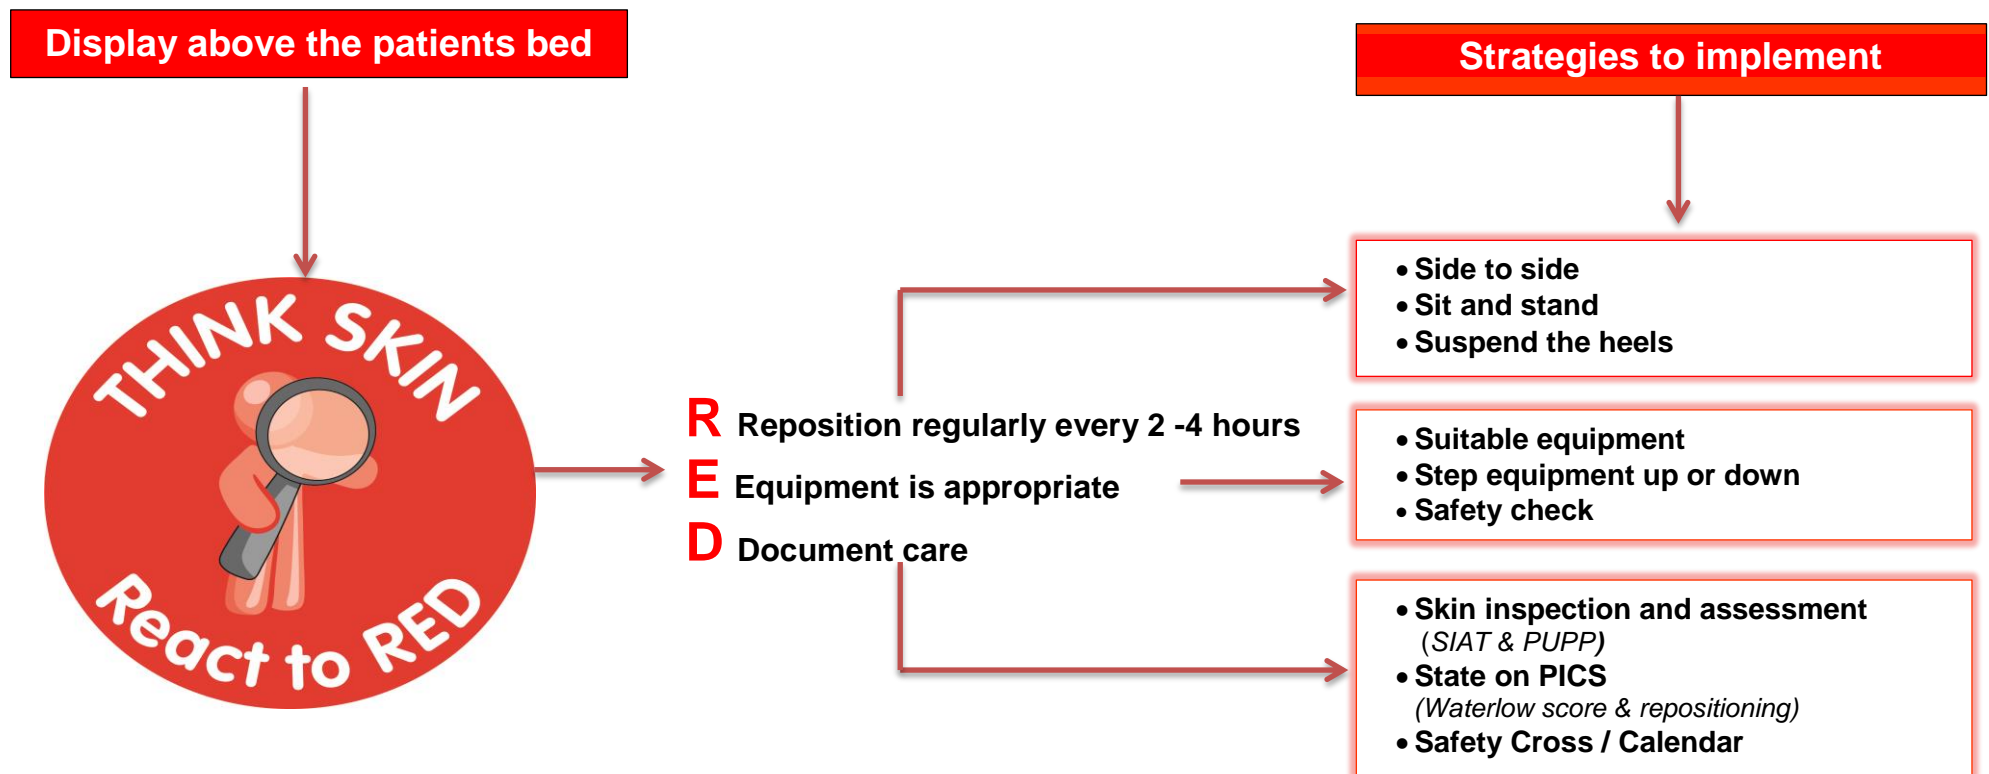 Display above the patients bed
Strategies to implement
THINK SKIN
React to RED
R Reposition regularly every 2 -4 hours
E Equipment is appropriate
D Document care
• Side to side
• Sit and stand
• Suspend the heels
• Suitable equipment
• Step equipment up or down
• Safety check
• Skin inspection and assessment
(SIAT & PUPP)
• State on PICS
(Waterlow score & repositioning)
• Safety Cross / Calendar